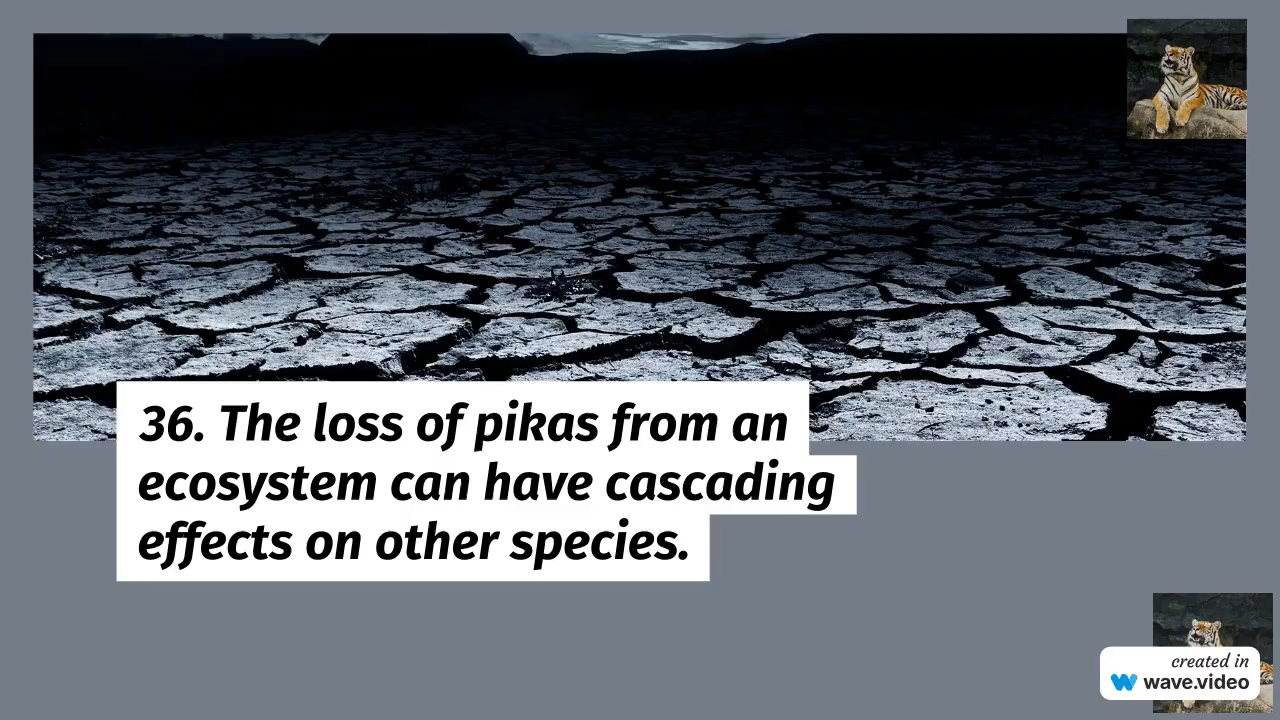 36. The loss of pikas from an
ecosystem can have cascading
effects on other species.
created in
wave.video